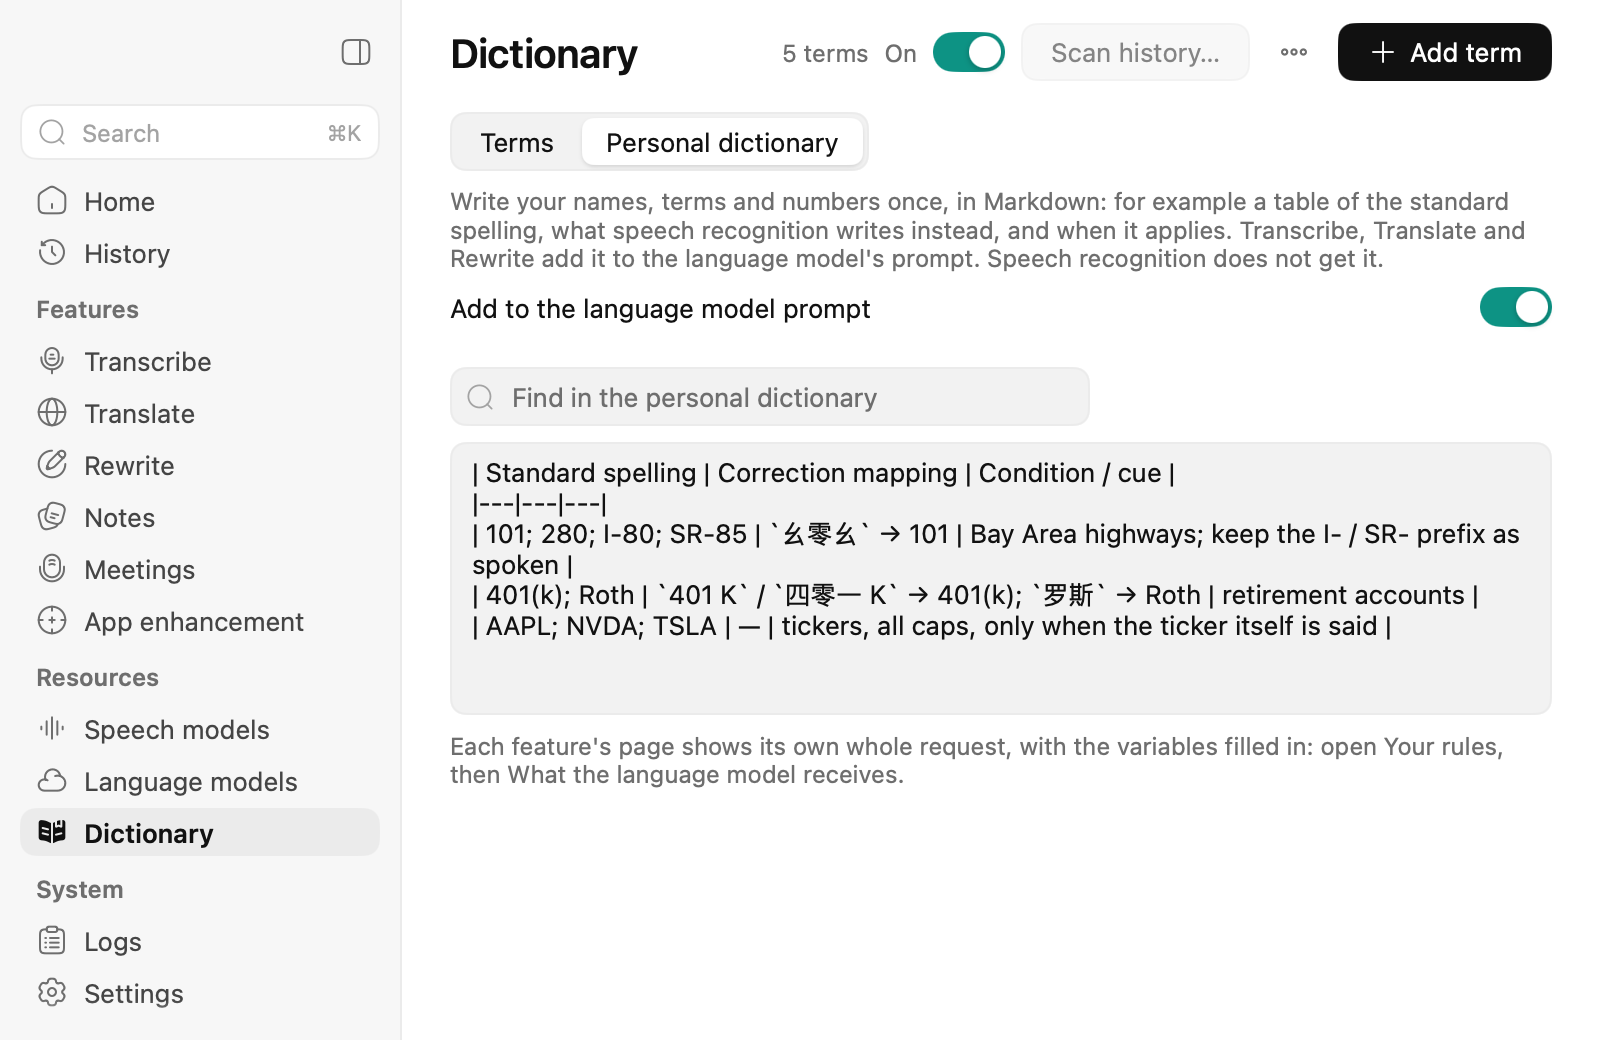 Search ⌘K
Home
History
Features
Transcribe
Translate
Rewrite
Notes
Meetings
App enhancement
Resources
Speech models
Language models
Dictionary
System
Logs
Settings
Dictionary 5 terms On Scan history... + Add term
Terms Personal dictionary
Write your names, terms and numbers once, in Markdown: for example a table of the standard
spelling, what speech recognition writes instead, and when it applies. Transcribe, Translate and
Rewrite add it to the language model's prompt. Speech recognition does not get it.
Add to the language model prompt
Find in the personal dictionary
| Standard spelling | Correction mapping | Condition / cue |
|---|---|---|
| 101; 280; I-80; SR-85 | `幺零幺` → 101 | Bay Area highways; keep the I- / SR- prefix as
spoken |
| 401(k); Roth | `401 K` / `四零一 K` → 401(k); `罗斯` → Roth | retirement accounts |
| AAPL; NVDA; TSLA | — | tickers, all caps, only when the ticker itself is said |
Each feature's page shows its own whole request, with the variables filled in: open Your rules,
then What the language model receives.